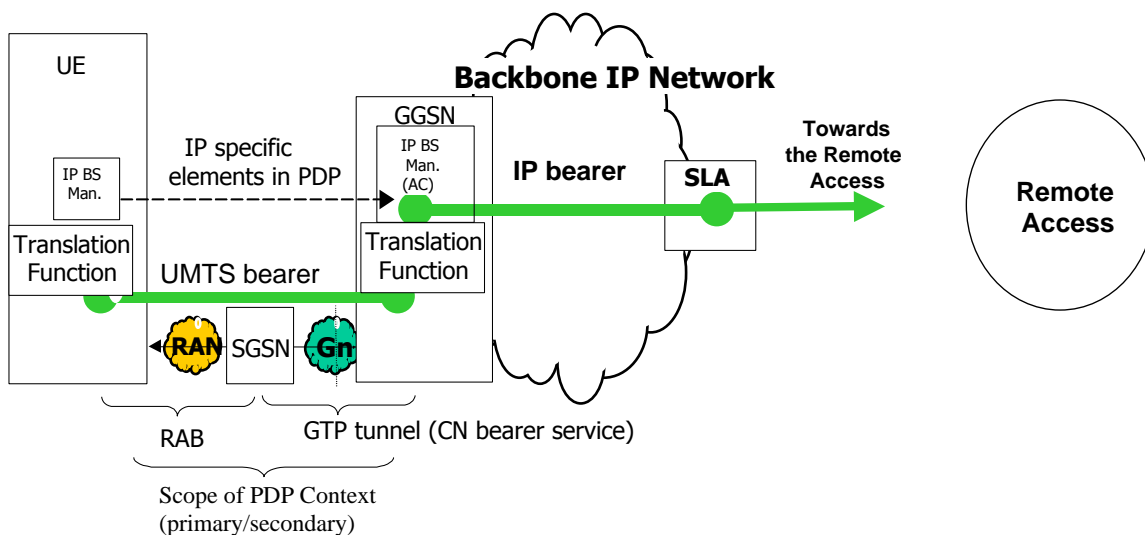 UE
Backbone IP Network
GGSN
IP specific
elements in PDP
IP BS
Man.
IP BS
Man.
(AC)
IP bearer
SLA
Towards
the Remote
Access
Remote
Access
Translation
Function
Translation
Function
UMTS bearer
RAN
SGSN
Gn
RAB
GTP tunnel (CN bearer service)
Scope of PDP Context
(primary/secondary)